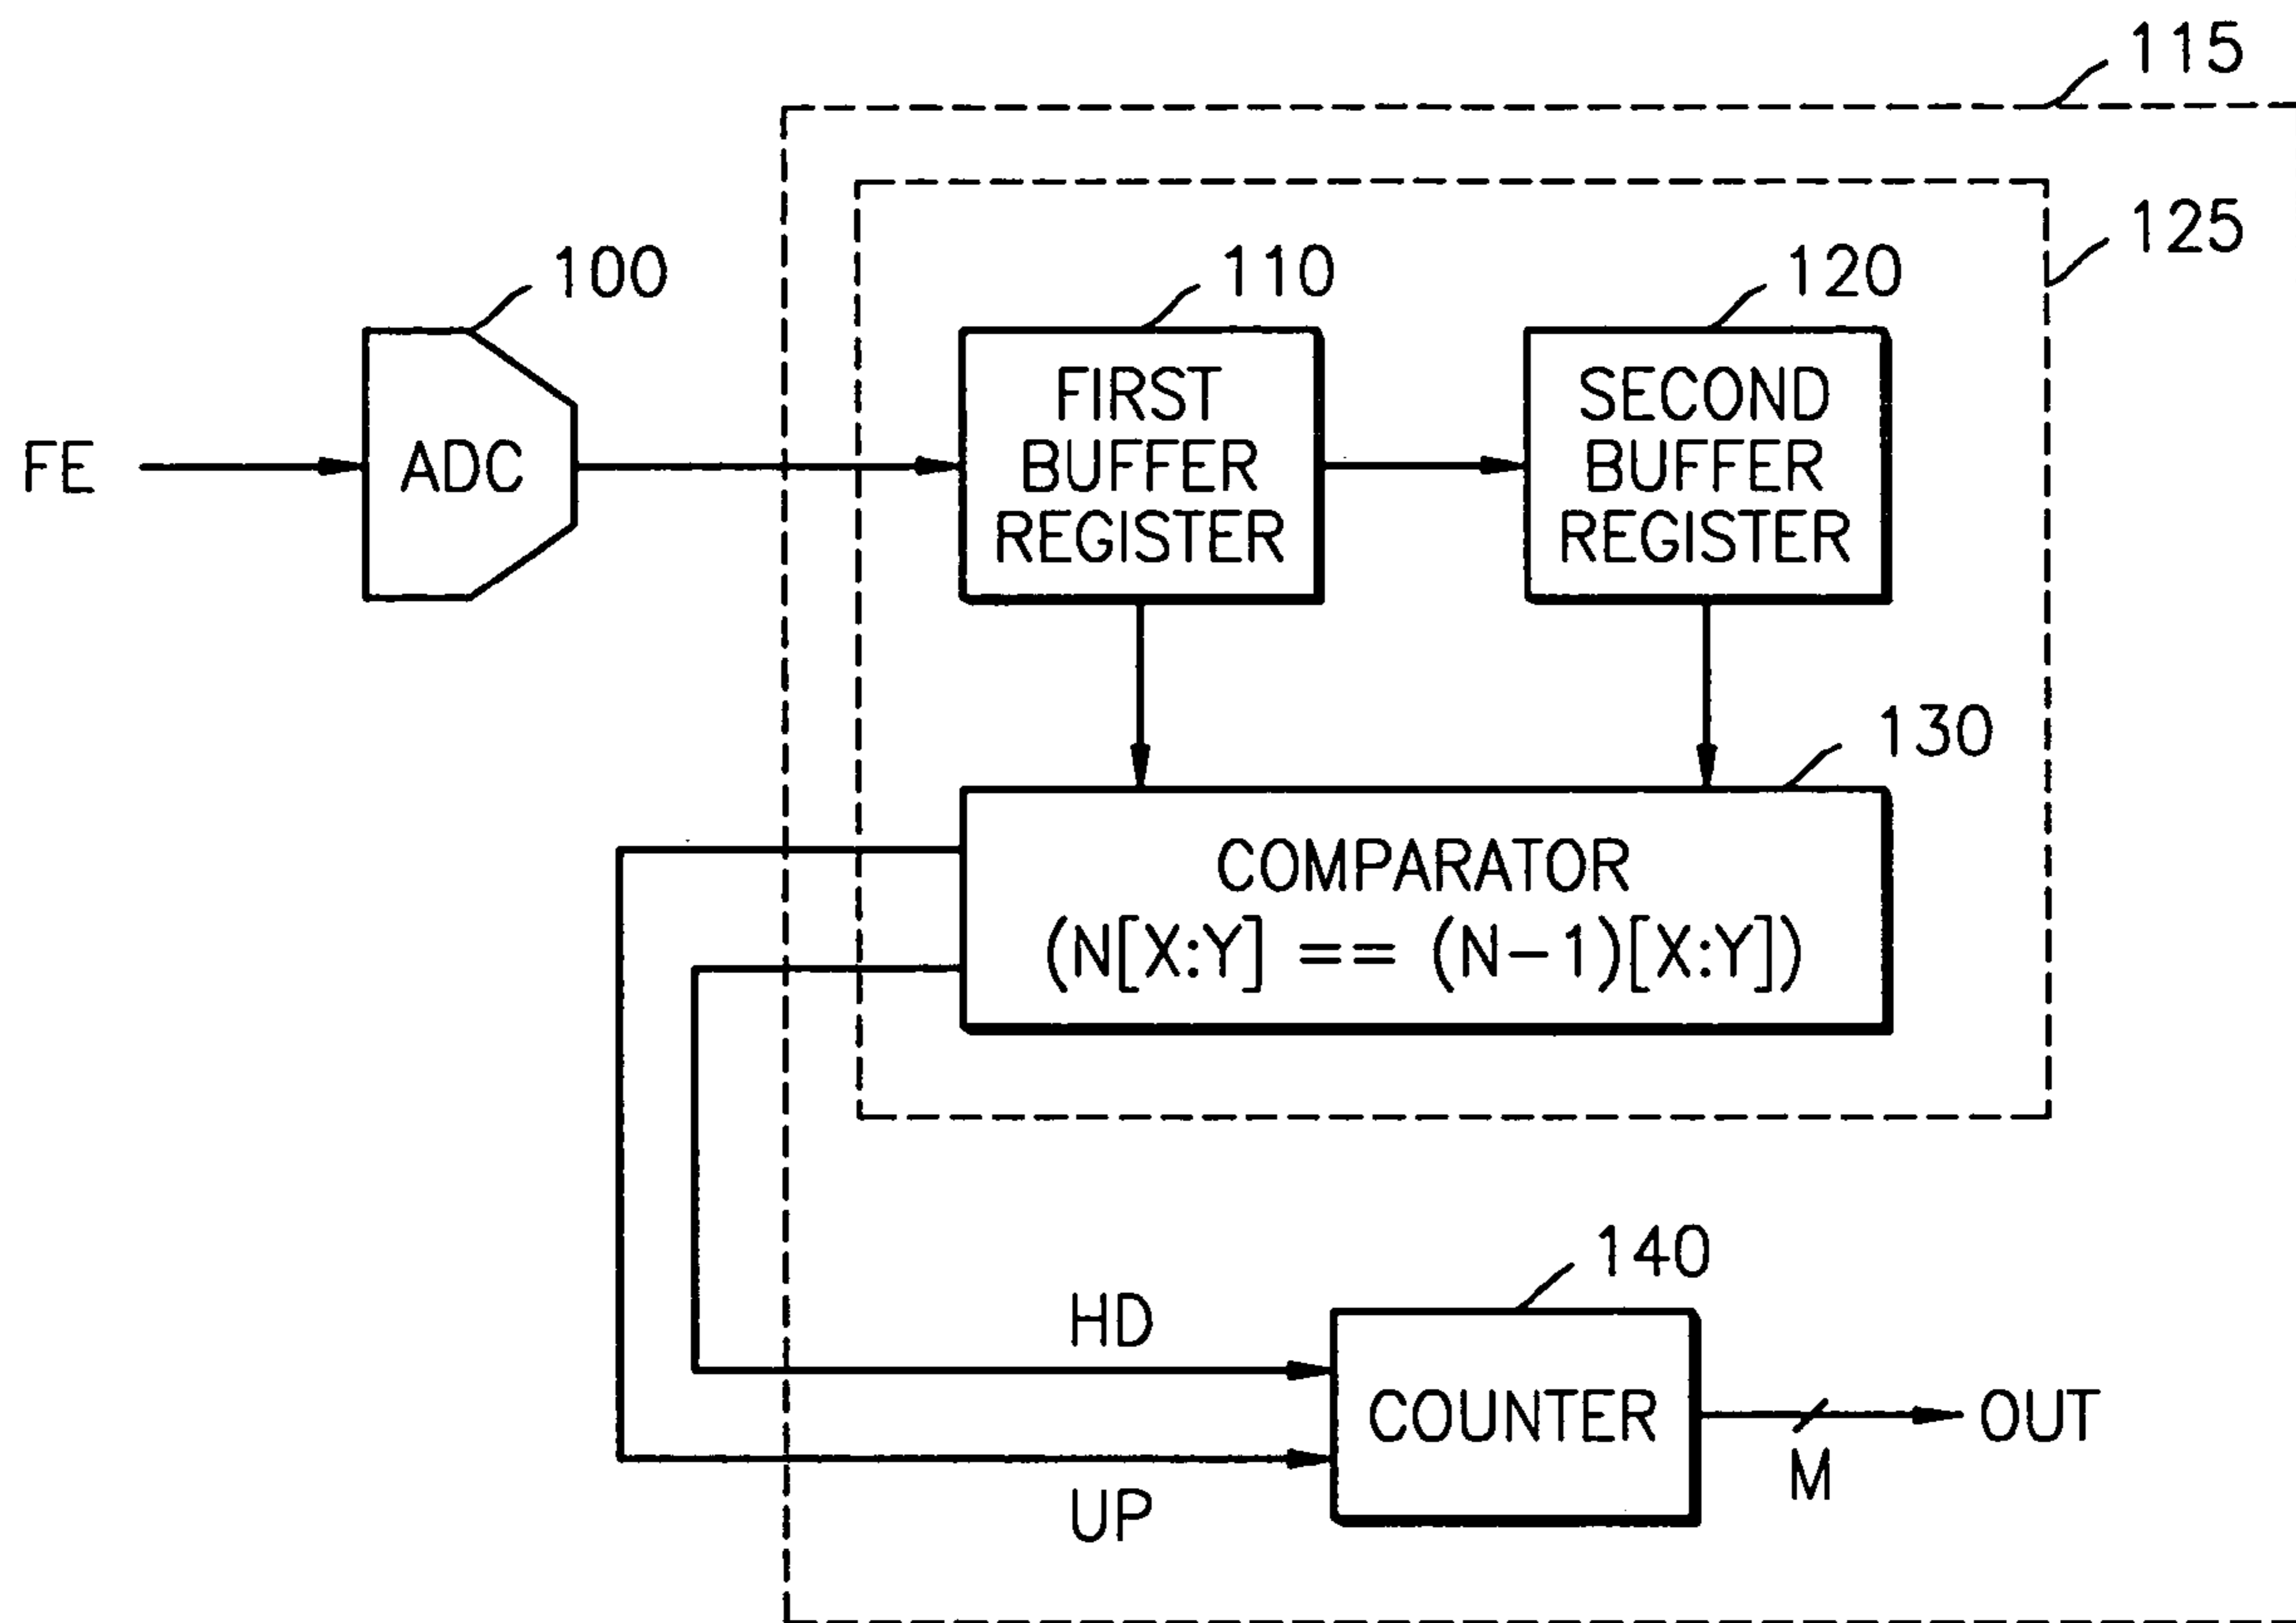 115
125
100
110
120
FE
ADC
FIRST
BUFFER
REGISTER
SECOND
BUFFER
REGISTER
130
COMPARATOR
(N[X:Y] == (N-1)[X:Y])
140
HD
COUNTER
OUT
M
UP